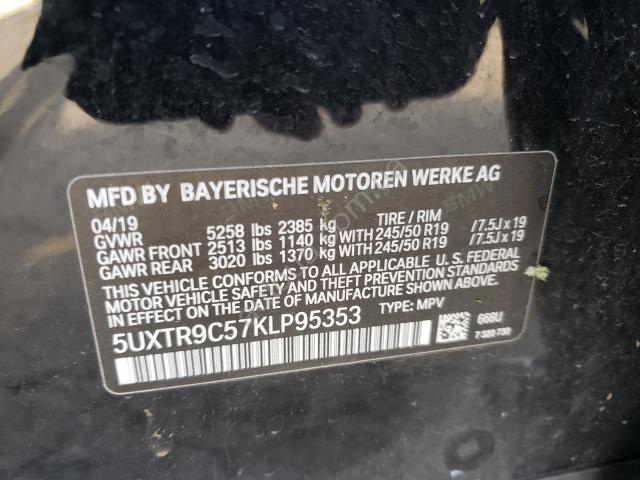 MFD BY BAYERISCHE MOTOREN WERKE AG
04/19 TIRE / RIM
GVWR 5258 lbs 2385 kg
GAWR FRONT 2513 lbs 1140 kg WITH 245/50 R19 /7.5J x 19
GAWR REAR 3020 lbs 1370 kg WITH 245/50 R19 /7.5J x 19
THIS VEHICLE CONFORMS TO ALL APPLICABLE U. S. FEDERAL
MOTOR VEHICLE SAFETY AND THEFT PREVENTION STANDARDS
IN EFFECT ON THE DATE OF MANUFACTURE SHOWN ABOVE.
5UXTR9C57KLP95353 TYPE: MPV
668U
7 320 730